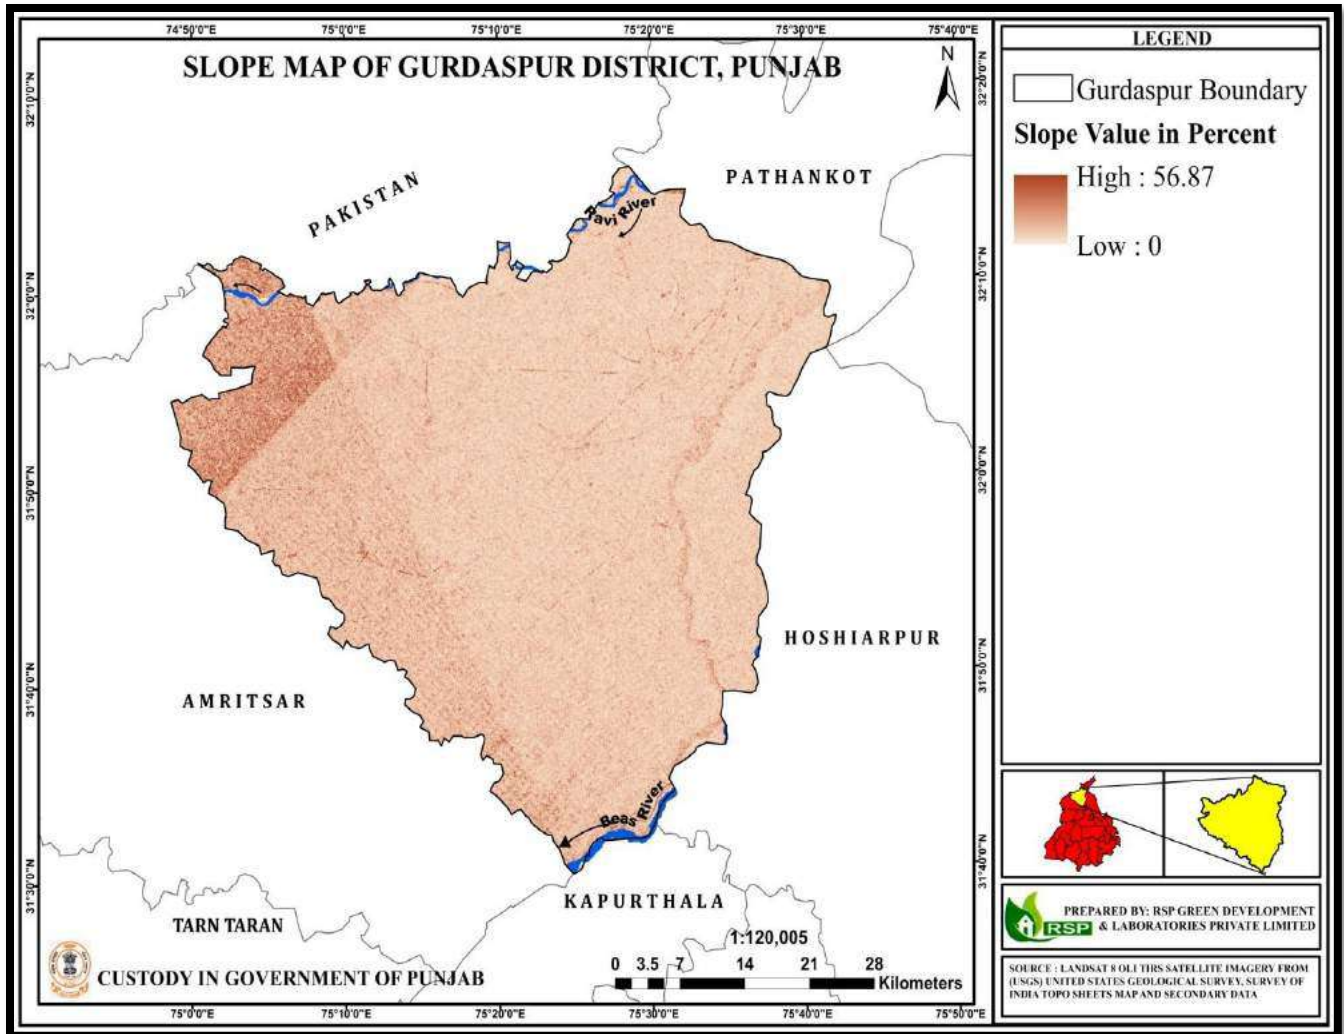 74°50'0"E 75°0'0"E 75°10'0"E 75°20'0"E 75°30'0"E 75°40'0"E
SLOPE MAP OF GURDASPUR DISTRICT, PUNJAB
N
32°10'0"N
32°0'0"N
31°50'0"N
31°40'0"N
31°30'0"N
PAKISTAN
PATHANKOT
Ravi River
HOSHIARPUR
AMRITSAR
Beas River
KAPURTHALA
TARN TARAN
1:120,005
0 3.5 7 14 21 28
Kilometers
CUSTODY IN GOVERNMENT OF PUNJAB
32°20'0"N
32°10'0"N
32°0'0"N
31°50'0"N
31°40'0"N
75°0'0"E 75°10'0"E 75°20'0"E 75°30'0"E 75°40'0"E 75°50'0"E
LEGEND
Gurdaspur Boundary
Slope Value in Percent
High : 56.87
Low : 0
RSP
PREPARED BY: RSP GREEN DEVELOPMENT
& LABORATORIES PRIVATE LIMITED
SOURCE : LANDSAT 8 OLI TIRS SATELLITE IMAGERY FROM
(USGS) UNITED STATES GEOLOGICAL SURVEY, SURVEY OF
INDIA TOPO SHEETS MAP AND SECONDARY DATA